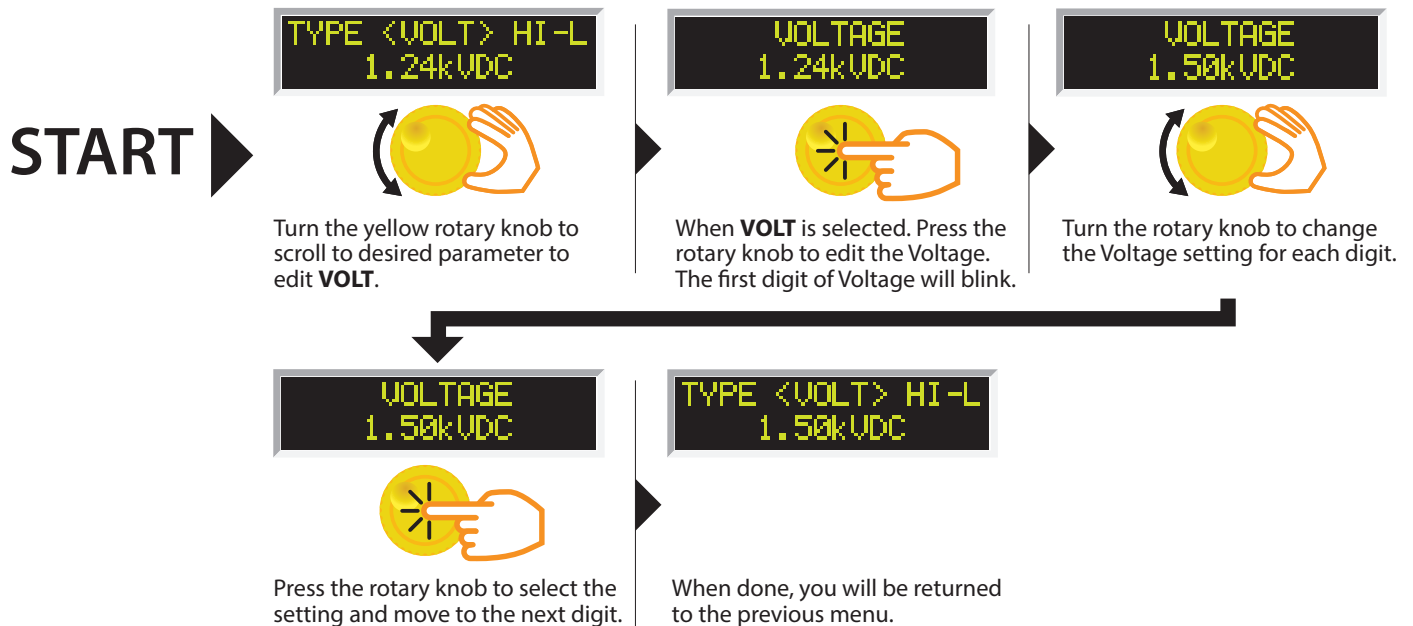 START
TYPE <VOLT> HI-L
1.24kVDC
Turn the yellow rotary knob to
scroll to desired parameter to
edit VOLT.
VOLTAGE
1.24kVDC
When VOLT is selected. Press the
rotary knob to edit the Voltage.
The first digit of Voltage will blink.
VOLTAGE
1.50kVDC
Turn the rotary knob to change
the Voltage setting for each digit.
VOLTAGE
1.50kVDC
Press the rotary knob to select the
setting and move to the next digit.
TYPE <VOLT> HI-L
1.50kVDC
When done, you will be returned
to the previous menu.